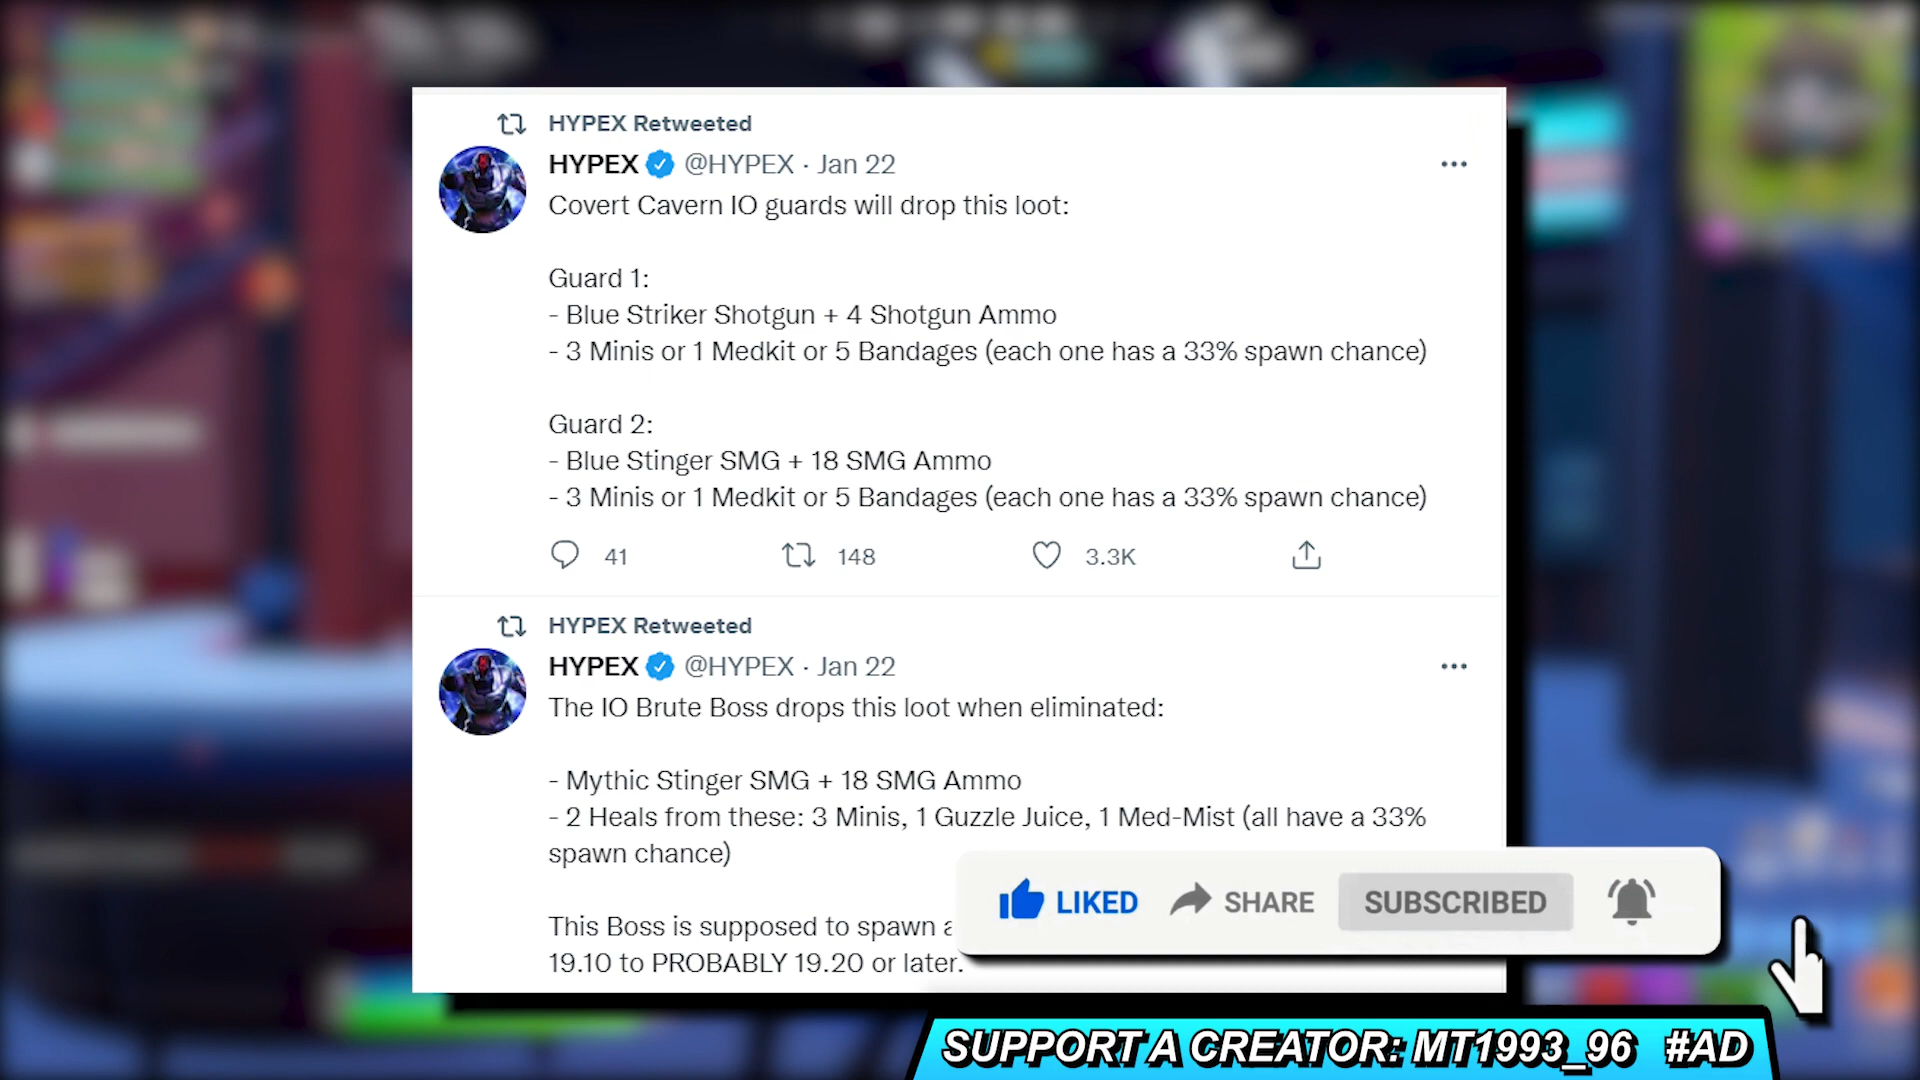 HYPEX Retweeted
HYPEX @HYPEX · Jan 22
Covert Cavern IO guards will drop this loot:
Guard 1:
- Blue Striker Shotgun + 4 Shotgun Ammo
- 3 Minis or 1 Medkit or 5 Bandages (each one has a 33% spawn chance)
Guard 2:
- Blue Stinger SMG + 18 SMG Ammo
- 3 Minis or 1 Medkit or 5 Bandages (each one has a 33% spawn chance)
41 148 3.3K
HYPEX Retweeted
HYPEX @HYPEX · Jan 22
The IO Brute Boss drops this loot when eliminated:
- Mythic Stinger SMG + 18 SMG Ammo
- 2 Heals from these: 3 Minis, 1 Guzzle Juice, 1 Med-Mist (all have a 33%
spawn chance)
This Boss is supposed to spawn
19.10 to PROBABLY 19.20 or later.
LIKED SHARE SUBSCRIBED
SUPPORT A CREATOR: MT1993_96 #AD